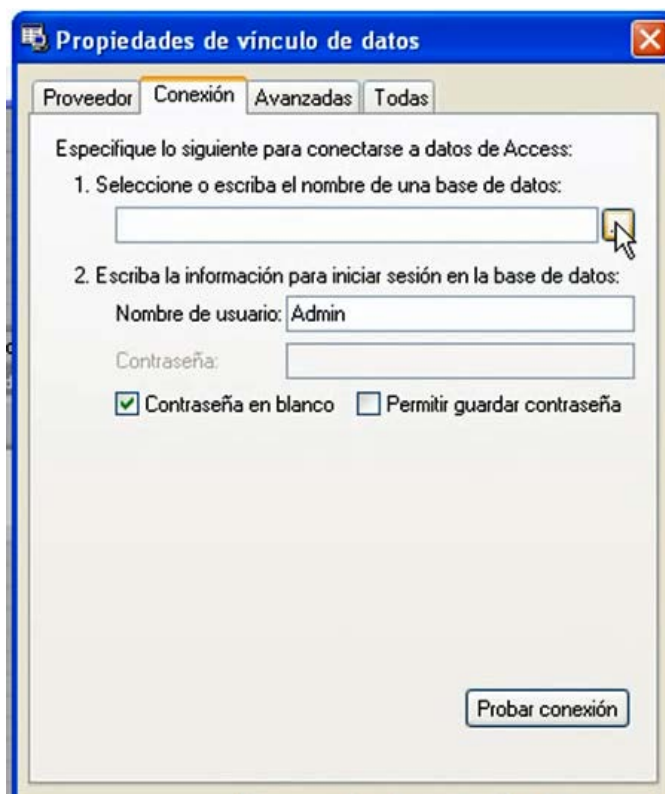 Propiedades de vínculo de datos
Proveedor Conexión Avanzadas Todas
Especifique lo siguiente para conectarse a datos de Access:
1. Seleccione o escriba el nombre de una base de datos:
2. Escriba la información para iniciar sesión en la base de datos:
Nombre de usuario: Admin
Contraseña:
Contraseña en blanco Permitir guardar contraseña
Probar conexión